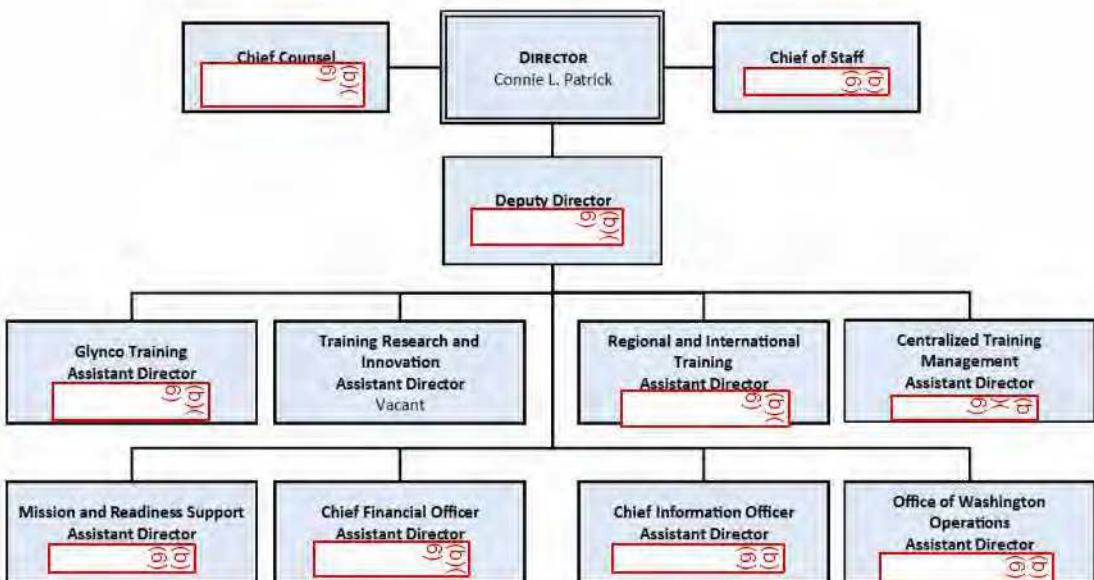 Chief Counsel
(b)(6)
DIRECTOR
Connie L. Patrick
Chief of Staff
(b)(6)
Deputy Director
(b)(6)
Glynco Training
Assistant Director
(b)(6)
Training Research and
Innovation
Assistant Director
Vacant
Regional and International
Training
Assistant Director
(b)(6)
Centralized Training
Management
Assistant Director
(b)(6)
Mission and Readiness Support
Assistant Director
(b)(6)
Chief Financial Officer
Assistant Director
(b)(6)
Chief Information Officer
Assistant Director
(b)(6)
Office of Washington
Operations
Assistant Director
(b)(6)